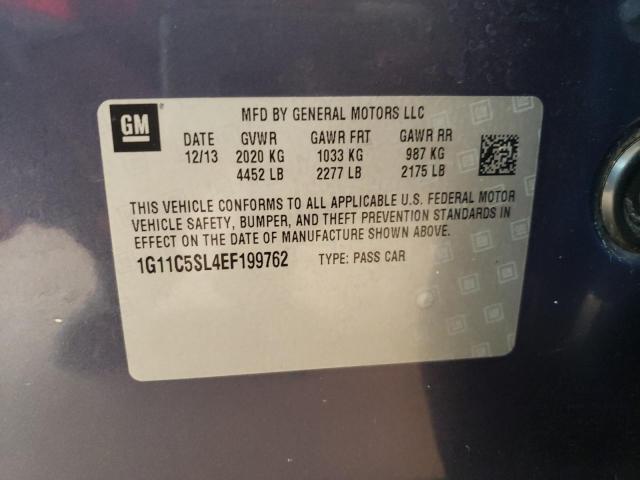 GM
MFD BY GENERAL MOTORS LLC
DATE GVWR GAWR FRT GAWR RR
12/13 2020 KG 1033 KG 987 KG
4452 LB 2277 LB 2175 LB
THIS VEHICLE CONFORMS TO ALL APPLICABLE U.S. FEDERAL MOTOR
VEHICLE SAFETY, BUMPER, AND THEFT PREVENTION STANDARDS IN
EFFECT ON THE DATE OF MANUFACTURE SHOWN ABOVE.
1G11C5SL4EF199762 TYPE: PASS CAR